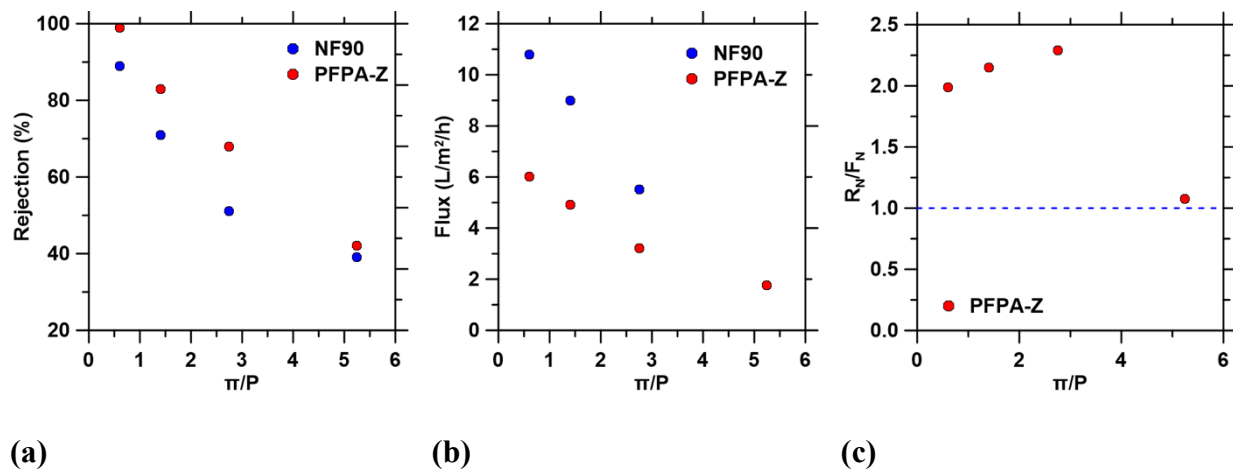 100
80
60
40
20
Rejection (%)
NF90
PFPA-Z
0 1 2 3 4 5 6
π/P
(a)
12
10
8
6
4
2
0
Flux (L/m²/h)
NF90
PFPA-Z
0 1 2 3 4 5 6
π/P
(b)
2.5
2.0
1.5
1.0
0.5
0.0
R_N/F_N
PFPA-Z
0 2 4 6
π/P
(c)